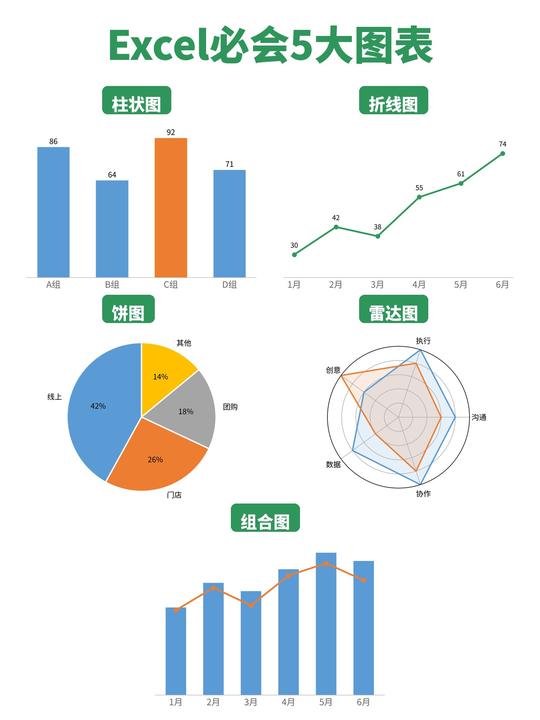 Excel必会5大图表
柱状图
86
64
92
71
A组
B组
C组
D组
折线图
30
42
38
55
61
74
1月
2月
3月
4月
5月
6月
饼图
其他
14%
线上
42%
18%
团购
26%
门店
雷达图
执行
创意
沟通
数据
协作
组合图
1月
2月
3月
4月
5月
6月